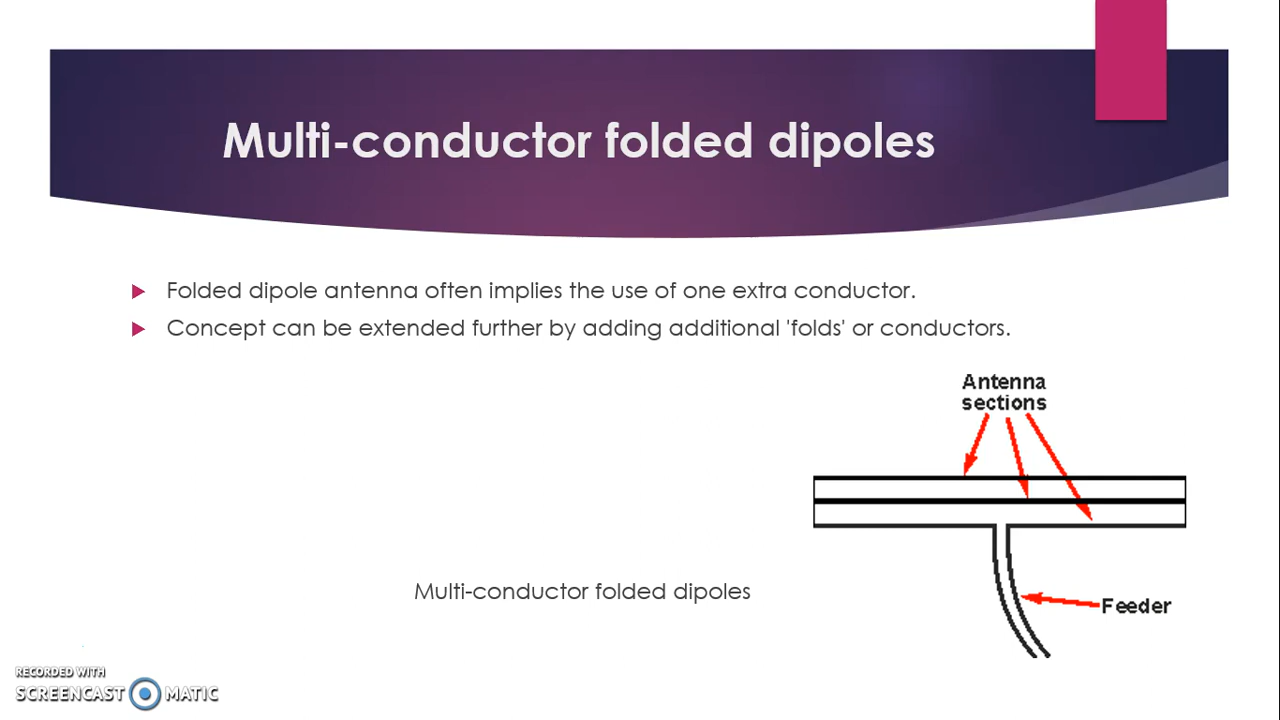 Multi-conductor folded dipoles
Folded dipole antenna often implies the use of one extra conductor.
Concept can be extended further by adding additional 'folds' or conductors.
Antenna
sections
Multi-conductor folded dipoles
Feeder
RECORDED WITH
SCREENCAST MATIC